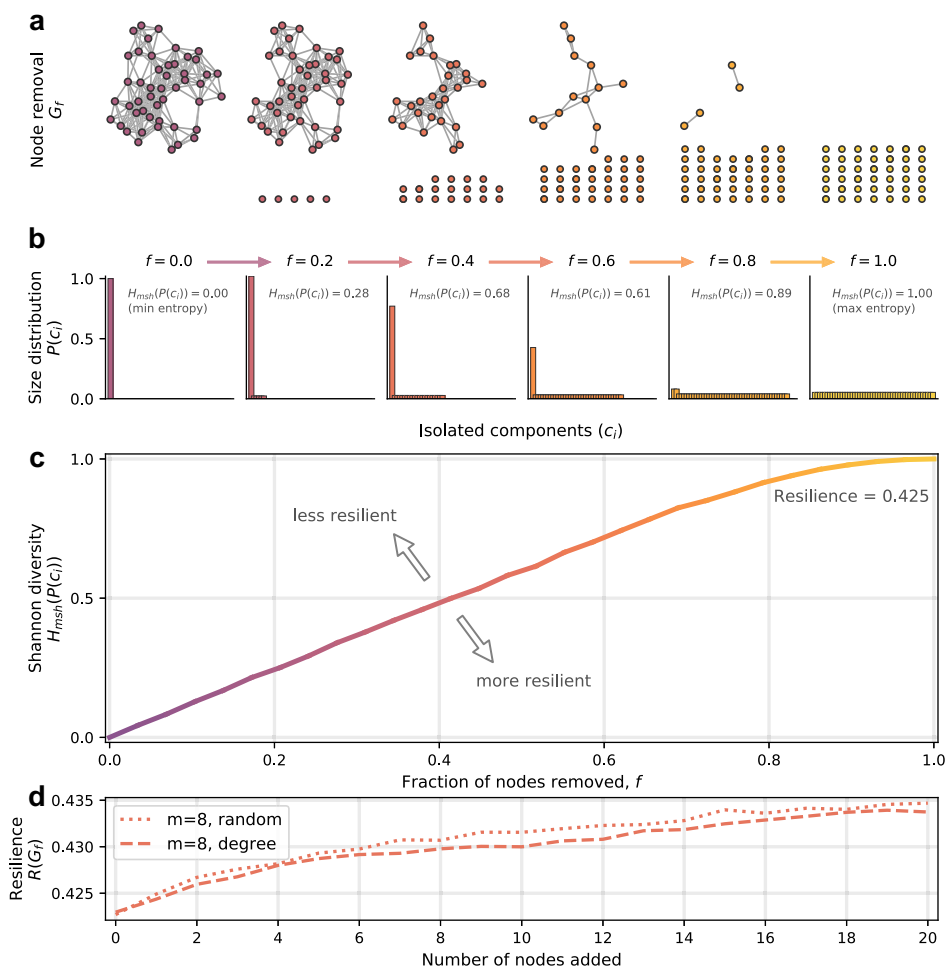 a
Node removal
G_f
b
f = 0.0
f = 0.2
f = 0.4
f = 0.6
f = 0.8
f = 1.0
Size distribution
P(c_i)
1.0
0.5
0.0
H_msh(P(c_i)) = 0.00
(min entropy)
H_msh(P(c_i)) = 0.28
H_msh(P(c_i)) = 0.68
H_msh(P(c_i)) = 0.61
H_msh(P(c_i)) = 0.89
H_msh(P(c_i)) = 1.00
(max entropy)
Isolated components (c_i)
c
Shannon diversity
H_msh(P(c_i))
1.0
0.5
0.0
less resilient
more resilient
Resilience = 0.425
0.0 0.2 0.4 0.6 0.8 1.0
Fraction of nodes removed, f
d
Resilience
R(G_f)
0.435
0.430
0.425
m=8, random
m=8, degree
0 2 4 6 8 10 12 14 16 18 20
Number of nodes added